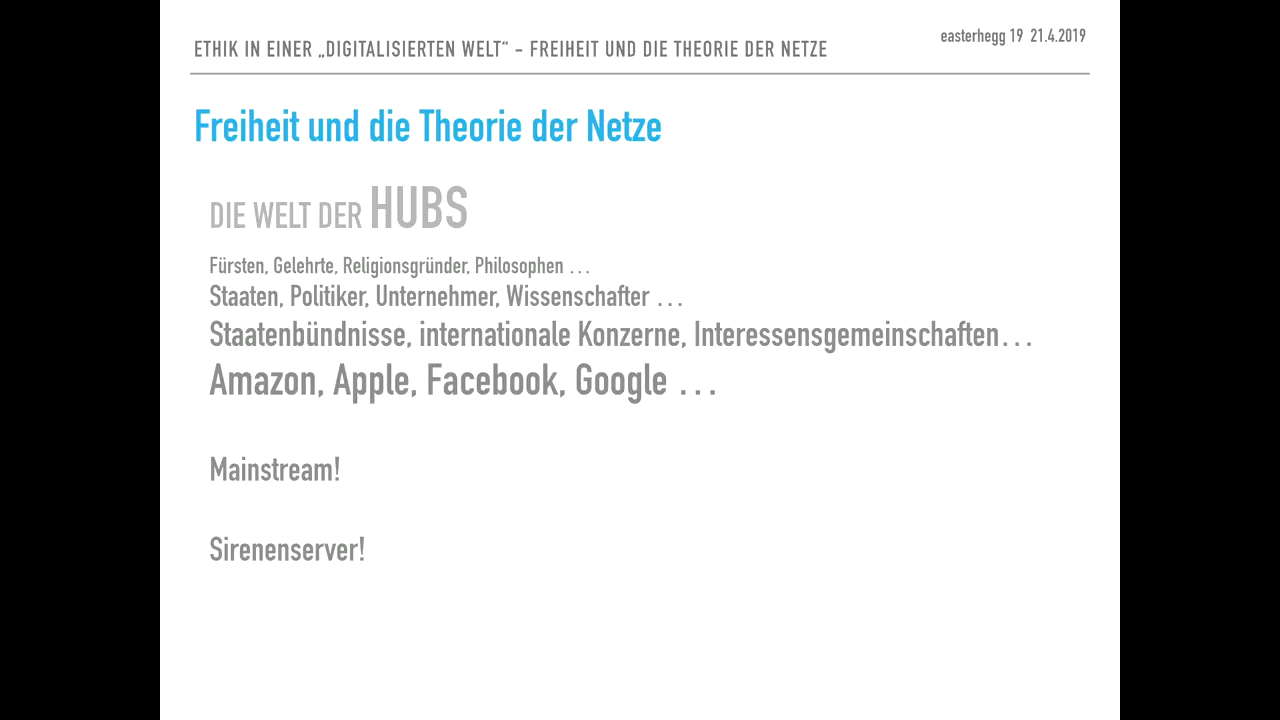 ETHIK IN EINER „DIGITALISIERTEN WELT“ – FREIHEIT UND DIE THEORIE DER NETZE
easterhegg 19 21.4.2019
Freiheit und die Theorie der Netze
DIE WELT DER HUBS
Fürsten, Gelehrte, Religionsgründer, Philosophen …
Staaten, Politiker, Unternehmer, Wissenschafter …
Staatenbündnisse, internationale Konzerne, Interessensgemeinschaften…
Amazon, Apple, Facebook, Google …
Mainstream!
Sirenenserver!